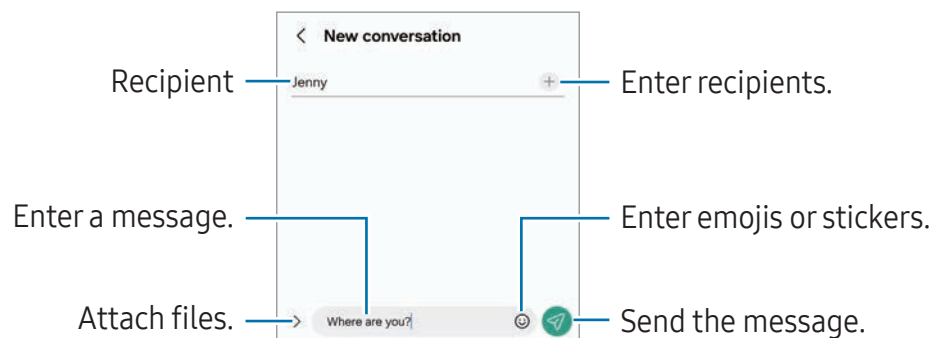 New conversation
Recipient
Jenny
Enter recipients.
Enter a message.
Enter emojis or stickers.
Attach files.
Where are you?
Send the message.